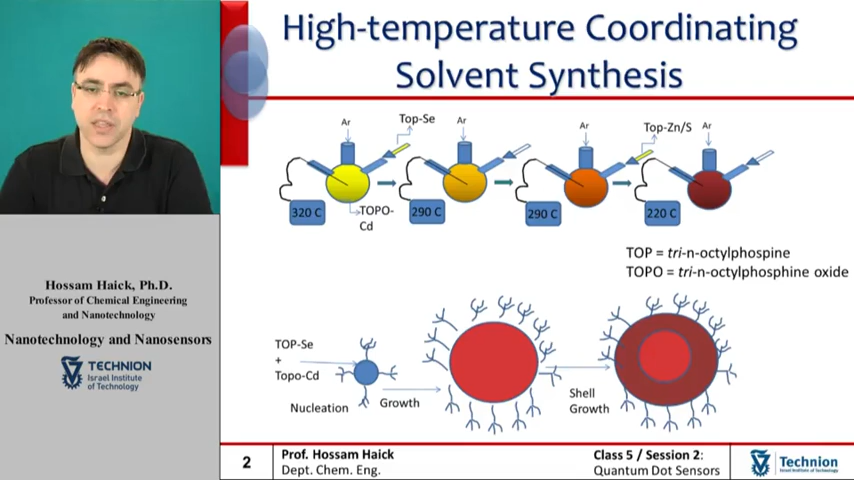 High-temperature Coordinating
Solvent Synthesis
Ar
Top-Se
Ar
Ar
Top-Zn/S
Ar
320 C
TOPO-
Cd
290 C
290 C
220 C
TOP = tri-n-octylphospine
TOPO = tri-n-octylphosphine oxide
Hossam Haick, Ph.D.
Professor of Chemical Engineering
and Nanotechnology
Nanotechnology and Nanosensors
TECHNION
Israel Institute
of Technology
TOP-Se
+
Topo-Cd
Nucleation
Growth
Shell
Growth
2
Prof. Hossam Haick
Dept. Chem. Eng.
Class 5 / Session 2:
Quantum Dot Sensors
Technion
Israel Institute of Technology